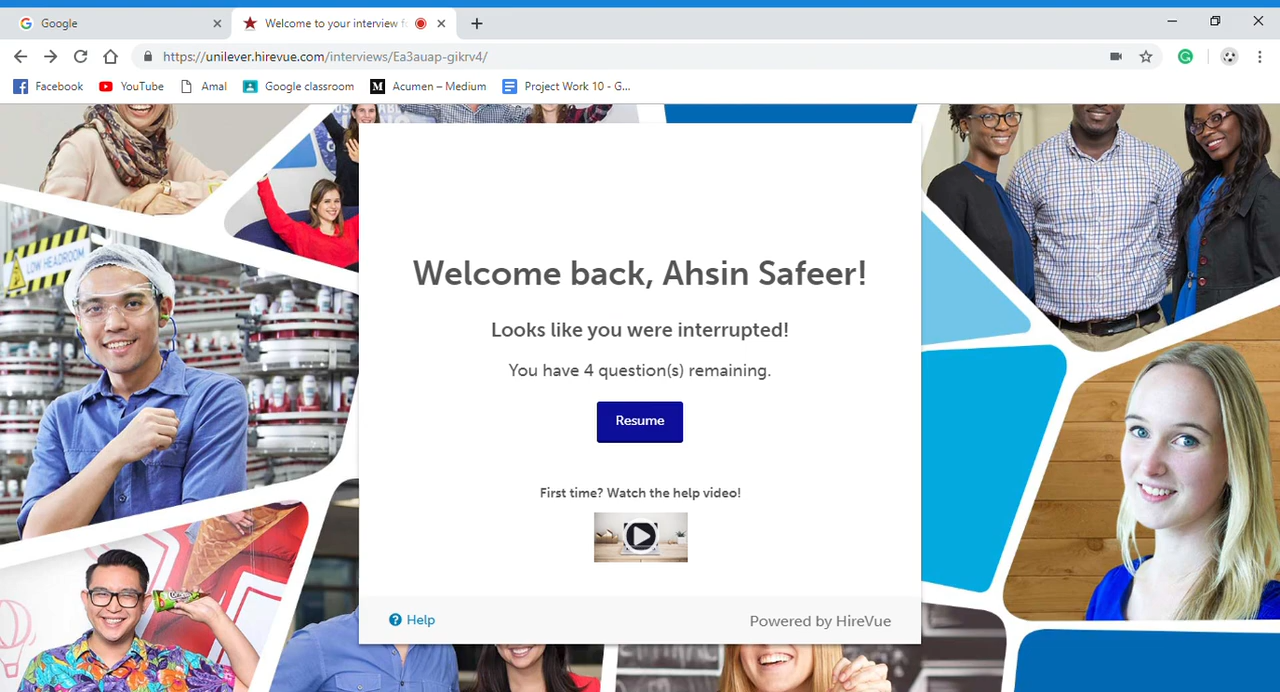 Google
Welcome to your interview f
https://unilever.hirevue.com/interviews/Ea3auap-gikrv4/
Facebook
YouTube
Amal
Google classroom
M
Acumen – Medium
Project Work 10 - G...
LOW HEADROOM
Welcome back, Ahsin Safeer!
Looks like you were interrupted!
You have 4 question(s) remaining.
Resume
First time? Watch the help video!
Help
Powered by HireVue